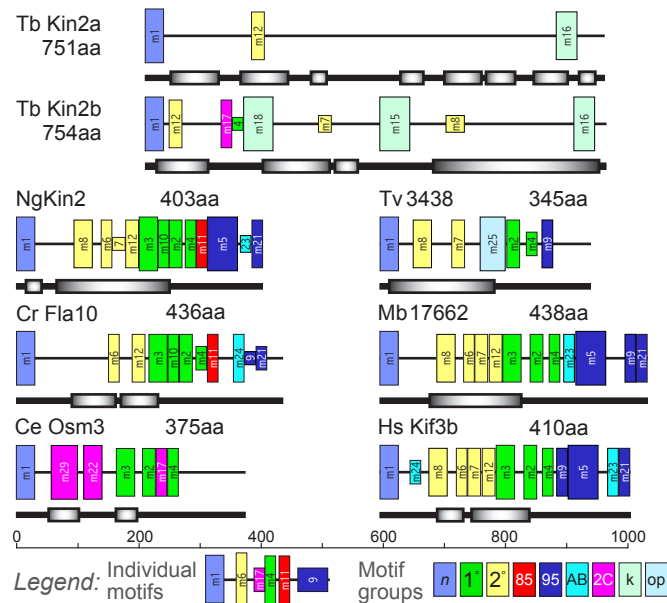 Tb Kin2a
751aa
m1 m12 m16
Tb Kin2b
754aa
m1 m12 m17 4 m18 m7 m15 m8 m16
NgKin2 403aa
m1 m8 m6 7 m12 m3 m10 m2 m4 m11 m5 23 m21
Tv 3438 345aa
m1 m8 m7 m25 m2 m4 m9
Cr Fla10 436aa
m1 m6 m12 m3 m10 m2 m4 m11 m24 9 m21
Mb 17662 438aa
m1 m8 m6 m7 m12 m3 m2 m4 m23 m5 m9 m21
Ce Osm3 375aa
m1 m29 m22 m3 m2 m17 m4
Hs Kif3b 410aa
m1 m24 m8 m6 m7 m12 m3 m2 m4 m9 m5 m23 m21
0 200 400 600 800 1000
Legend: Individual motifs m1 m6 m17 m4 m11 9
Motif groups n 1° 2° 85 95 AB 2C k op